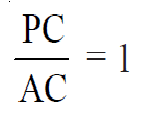 PC
AC = 1